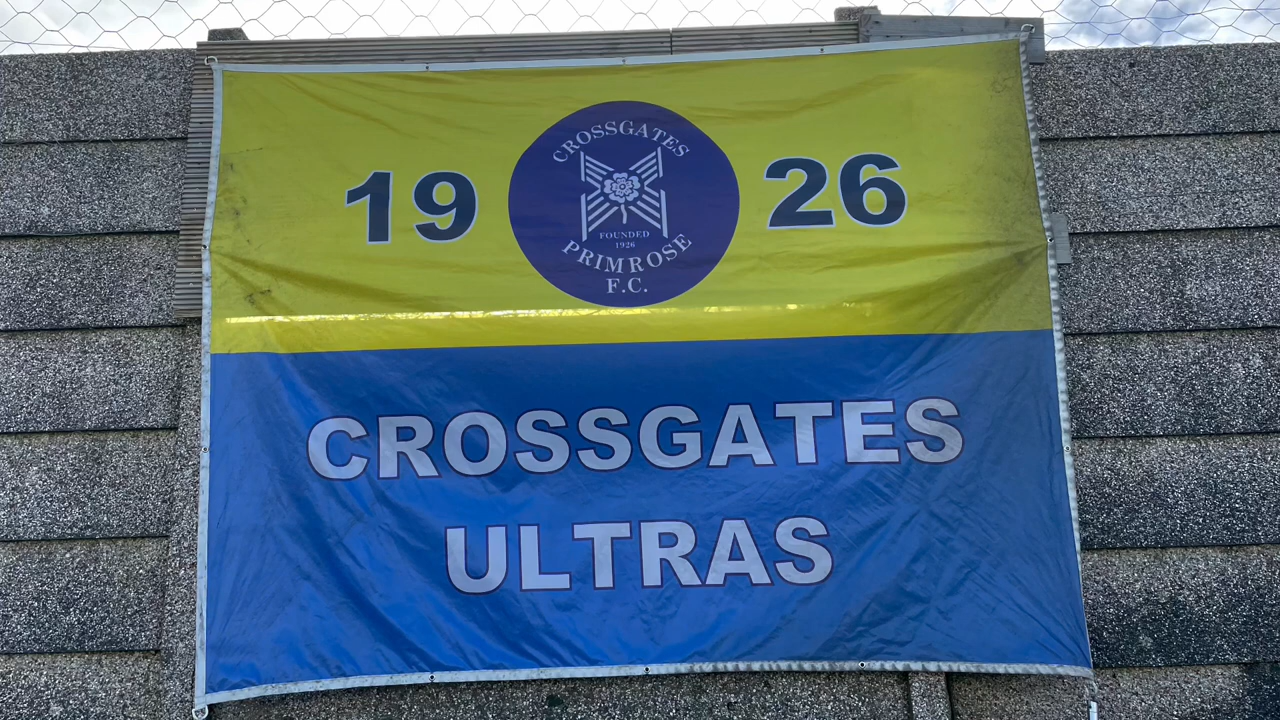 19 26
CROSSGATES
FOUNDED
1926
PRIMROSE
F.C.
CROSSGATES
ULTRAS